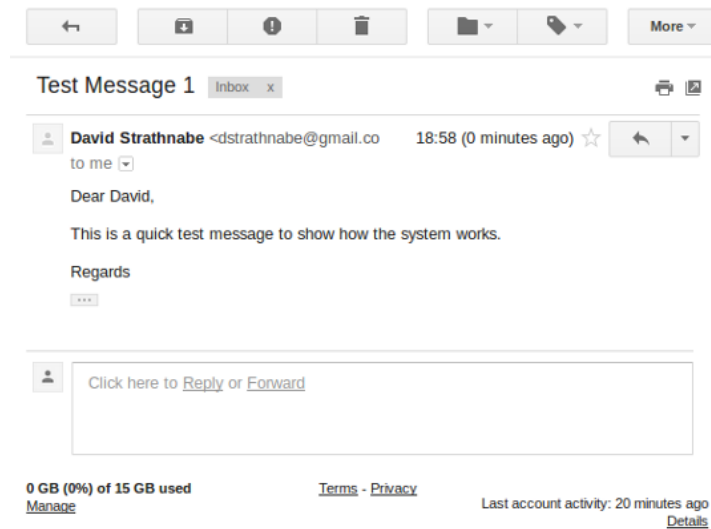 More
Test Message 1 Inbox x
David Strathnabe <dstrathnabe@gmail.co 18:58 (0 minutes ago)
to me
Dear David,
This is a quick test message to show how the system works.
Regards
Click here to Reply or Forward
0 GB (0%) of 15 GB used Terms - Privacy
Manage Last account activity: 20 minutes ago
Details